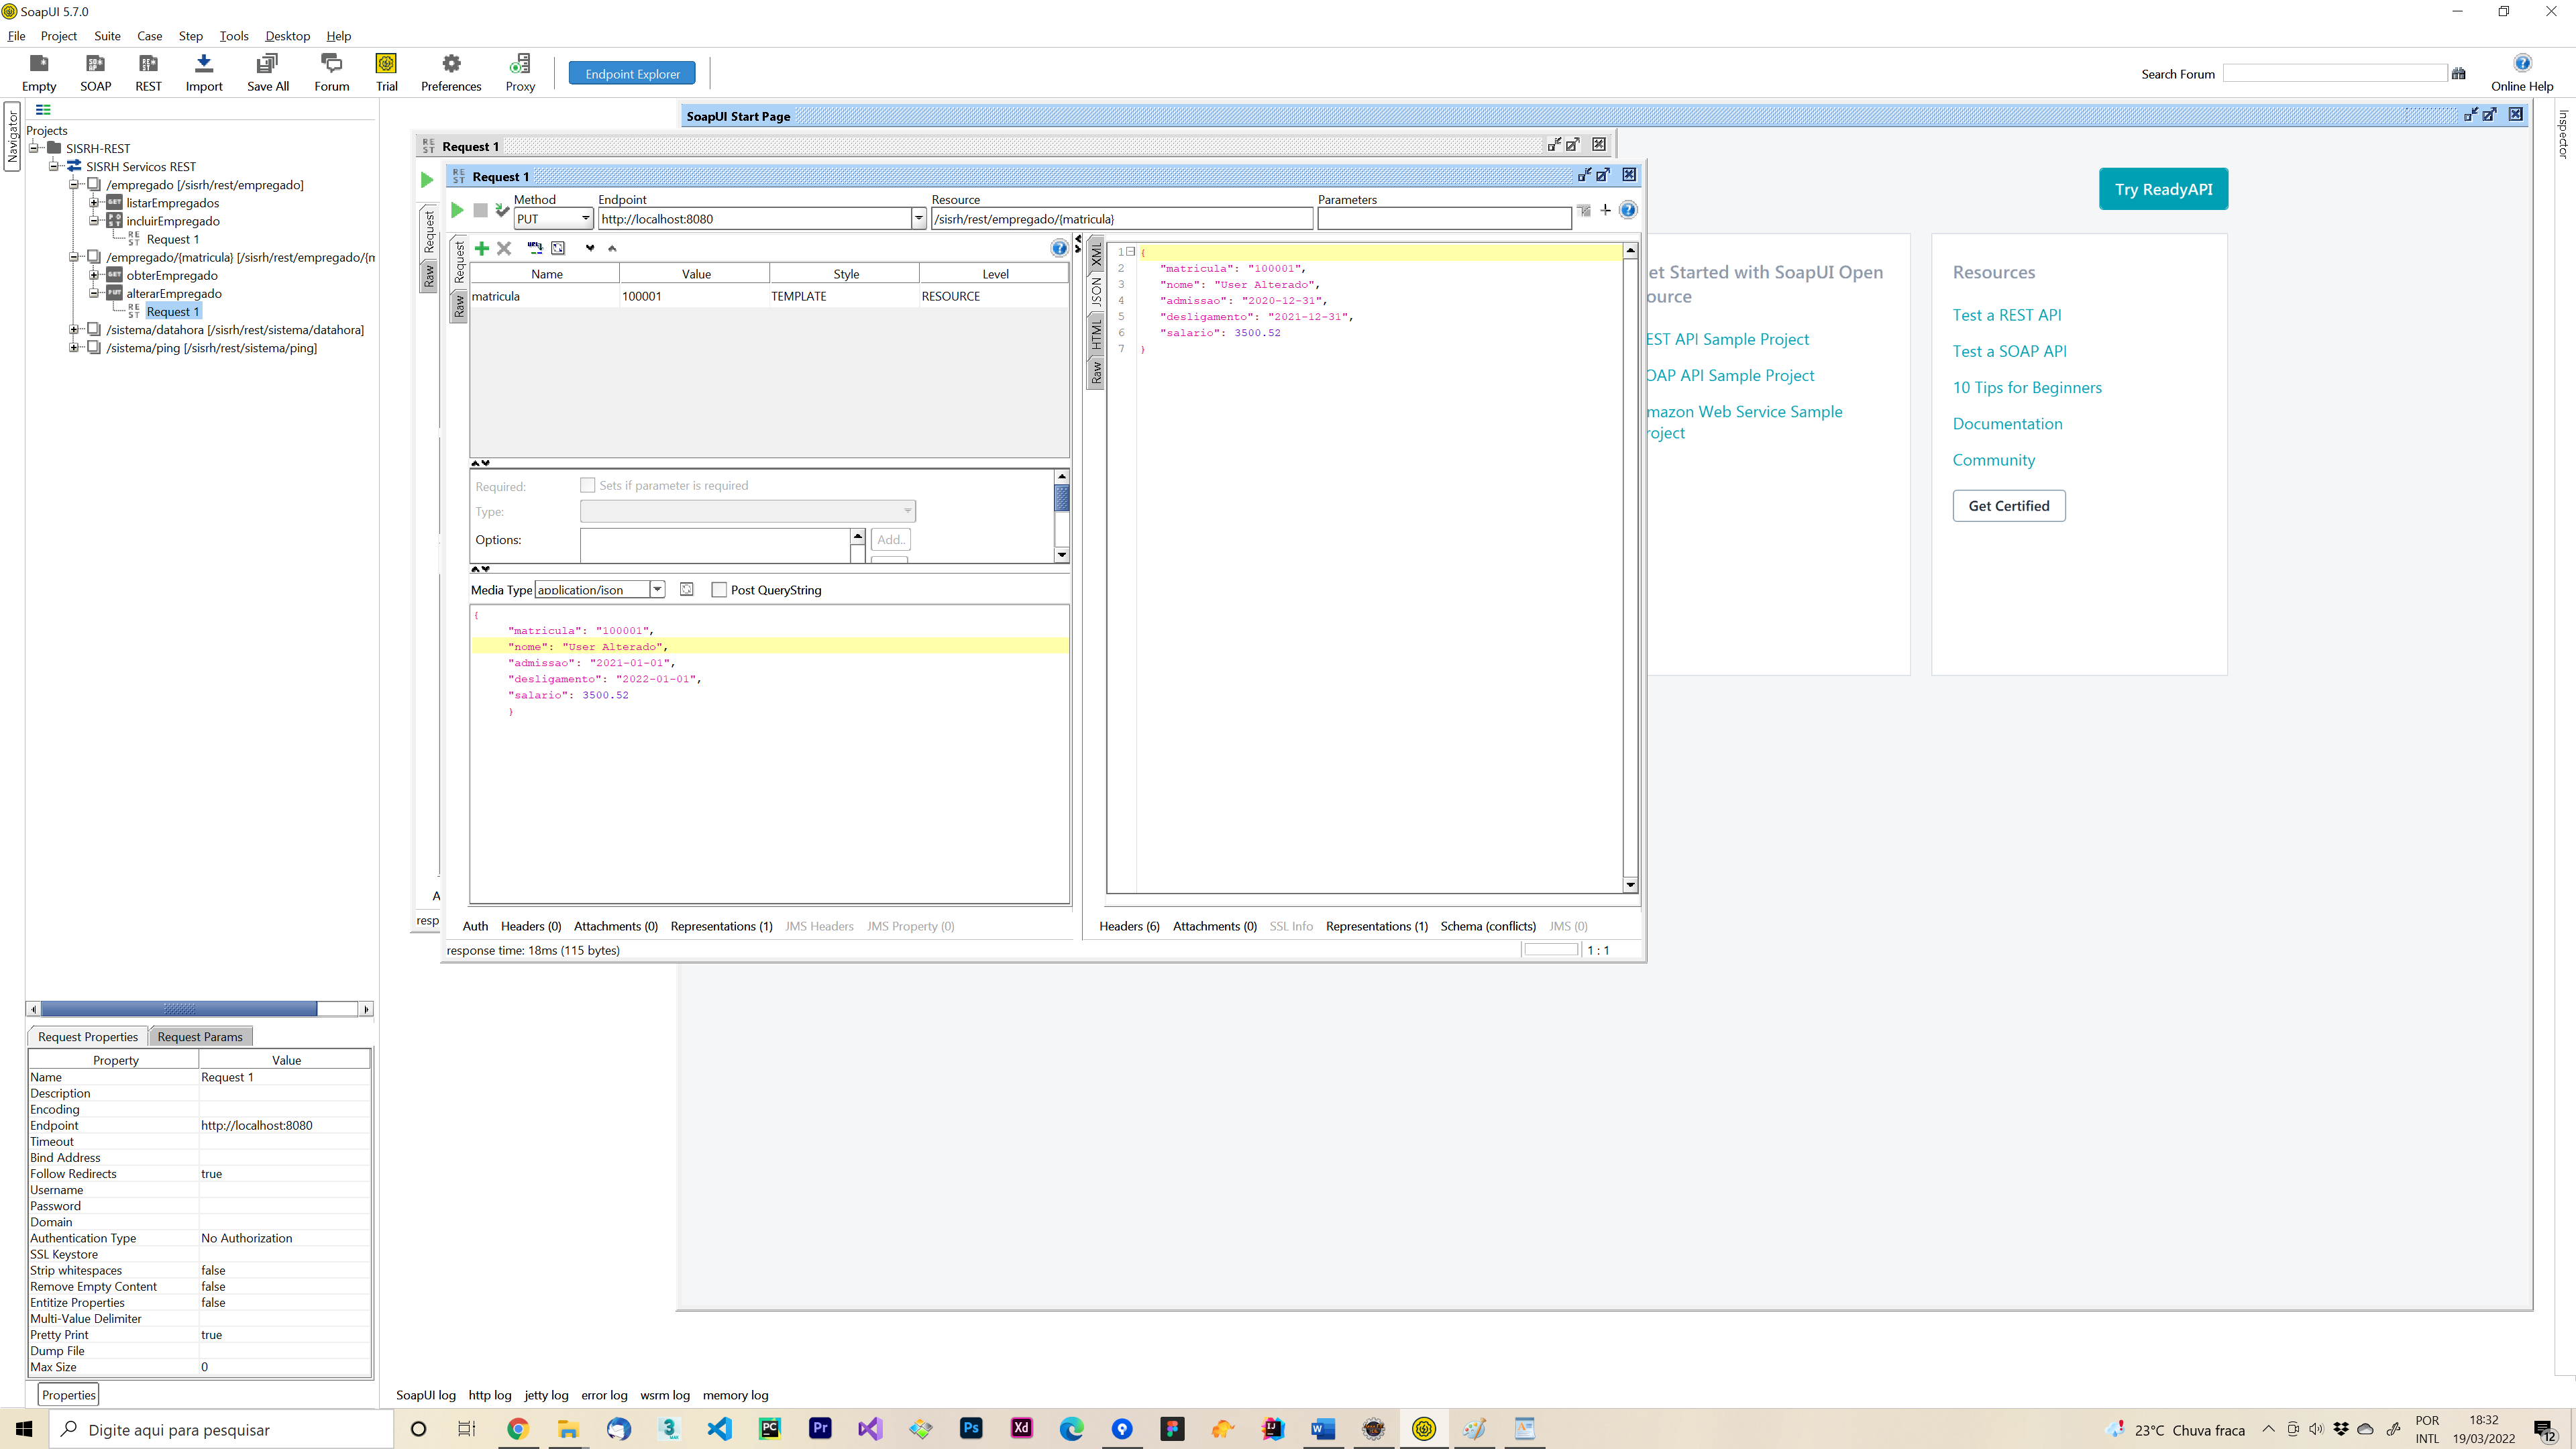 SoapUI 5.7.0
File Project Suite Case Step Tools Desktop Help
Empty SOAP REST Import Save All Forum Trial Preferences Proxy
Endpoint Explorer
Search Forum
Online Help
Navigator
Inspector
Projects
SISRH-REST
SISRH Servicos REST
/empregado [/sisrh/rest/empregado]
GET listarEmpregados
POST incluirEmpregado
REST Request 1
/empregado/{matricula} [/sisrh/rest/empregado/{m
GET obterEmpregado
PUT alterarEmpregado
REST Request 1
/sistema/datahora [/sisrh/rest/sistema/datahora]
/sistema/ping [/sisrh/rest/sistema/ping]
Request Properties Request Params
Property Value
Name Request 1
Description
Encoding
Endpoint http://localhost:8080
Timeout
Bind Address
Follow Redirects true
Username
Password
Domain
Authentication Type No Authorization
SSL Keystore
Strip whitespaces false
Remove Empty Content false
Entitize Properties false
Multi-Value Delimiter
Pretty Print true
Dump File
Max Size 0
Properties
SoapUI Start Page
Try ReadyAPI
et Started with SoapUI Open
ource
EST API Sample Project
OAP API Sample Project
mazon Web Service Sample
roject
Resources
Test a REST API
Test a SOAP API
10 Tips for Beginners
Documentation
Community
Get Certified
REST Request 1
Request
Raw
A
resp
REST Request 1
Method Endpoint Resource Parameters
PUT http://localhost:8080 /sisrh/rest/empregado/{matricula}
Request
Raw
Name Value Style Level
matricula 100001 TEMPLATE RESOURCE
Required: Sets if parameter is required
Type:
Options: Add..
Media Type application/json Post QueryString
{
"matricula": "100001",
"nome": "User Alterado",
"admissao": "2021-01-01",
"desligamento": "2022-01-01",
"salario": 3500.52
}
Auth Headers (0) Attachments (0) Representations (1) JMS Headers JMS Property (0)
response time: 18ms (115 bytes)
XML
JSON
HTML
Raw
1 {
2 "matricula": "100001",
3 "nome": "User Alterado",
4 "admissao": "2020-12-31",
5 "desligamento": "2021-12-31",
6 "salario": 3500.52
7 }
Headers (6) Attachments (0) SSL Info Representations (1) Schema (conflicts) JMS (0)
1 : 1
SoapUI log http log jetty log error log wsrm log memory log
Digite aqui para pesquisar
23°C Chuva fraca
POR
INTL
18:32
19/03/2022
12